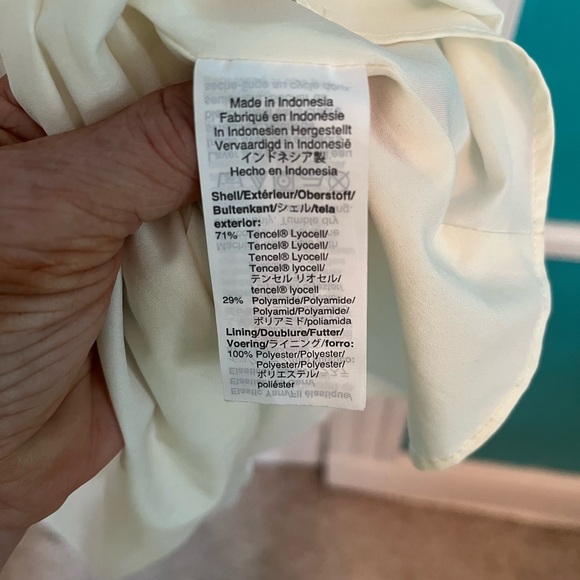 Made in Indonesia
Fabriqué en Indonésie
In Indonesien Hergestellt
Vervaardigd in Indonesië
インドネシア製
Hecho en Indonesia
Shell/Extérieur/Oberstoff/
Buitenkant/シェル/tela
exterior:
71% Tencel® Lyocell/
Tencel® Lyocell/
Tencel® Lyocell/
Tencel® lyocell/
テンセル リオセル/
tencel® lyocell
29% Polyamide/Polyamide/
Polyamid/Polyamide/
ポリアミド/poliamida
Lining/Doublure/Futter/
Voering/ライニング/forro:
100% Polyester/Polyester/
Polyester/Polyester/
ポリエステル/
poliéster